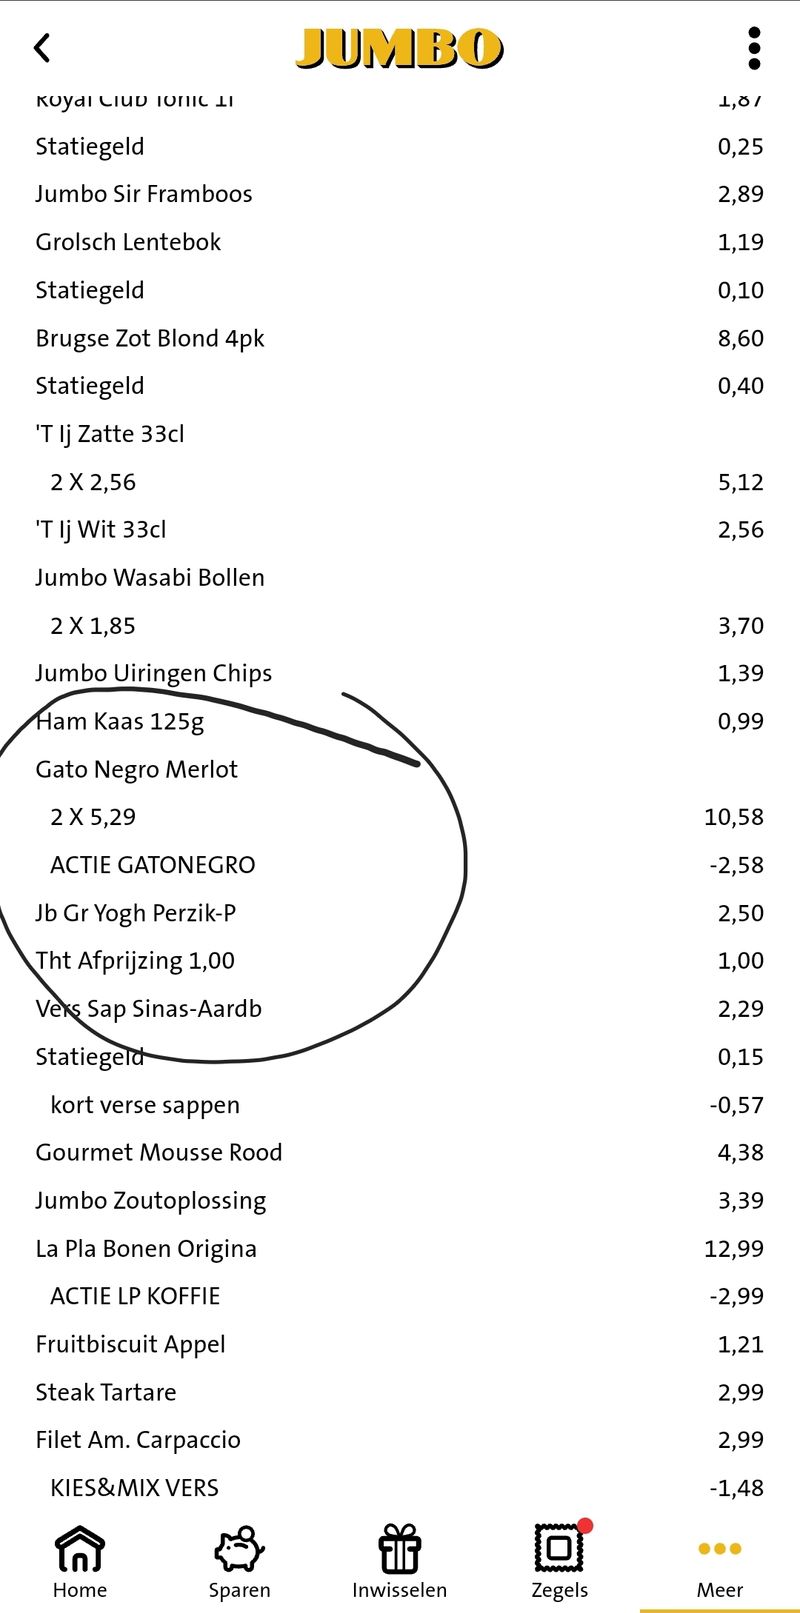 JUMBO
Royal Club Tonic 1l 1,87
Statiegeld 0,25
Jumbo Sir Framboos 2,89
Grolsch Lentebok 1,19
Statiegeld 0,10
Brugse Zot Blond 4pk 8,60
Statiegeld 0,40
'T Ij Zatte 33cl
2 X 2,56 5,12
'T Ij Wit 33cl 2,56
Jumbo Wasabi Bollen
2 X 1,85 3,70
Jumbo Uiringen Chips 1,39
Ham Kaas 125g 0,99
Gato Negro Merlot
2 X 5,29 10,58
ACTIE GATONEGRO -2,58
Jb Gr Yogh Perzik-P 2,50
Tht Afprijzing 1,00 1,00
Vers Sap Sinas-Aardb 2,29
Statiegeld 0,15
kort verse sappen -0,57
Gourmet Mousse Rood 4,38
Jumbo Zoutoplossing 3,39
La Pla Bonen Origina 12,99
ACTIE LP KOFFIE -2,99
Fruitbiscuit Appel 1,21
Steak Tartare 2,99
Filet Am. Carpaccio 2,99
KIES&MIX VERS -1,48
Home Sparen Inwisselen Zegels Meer